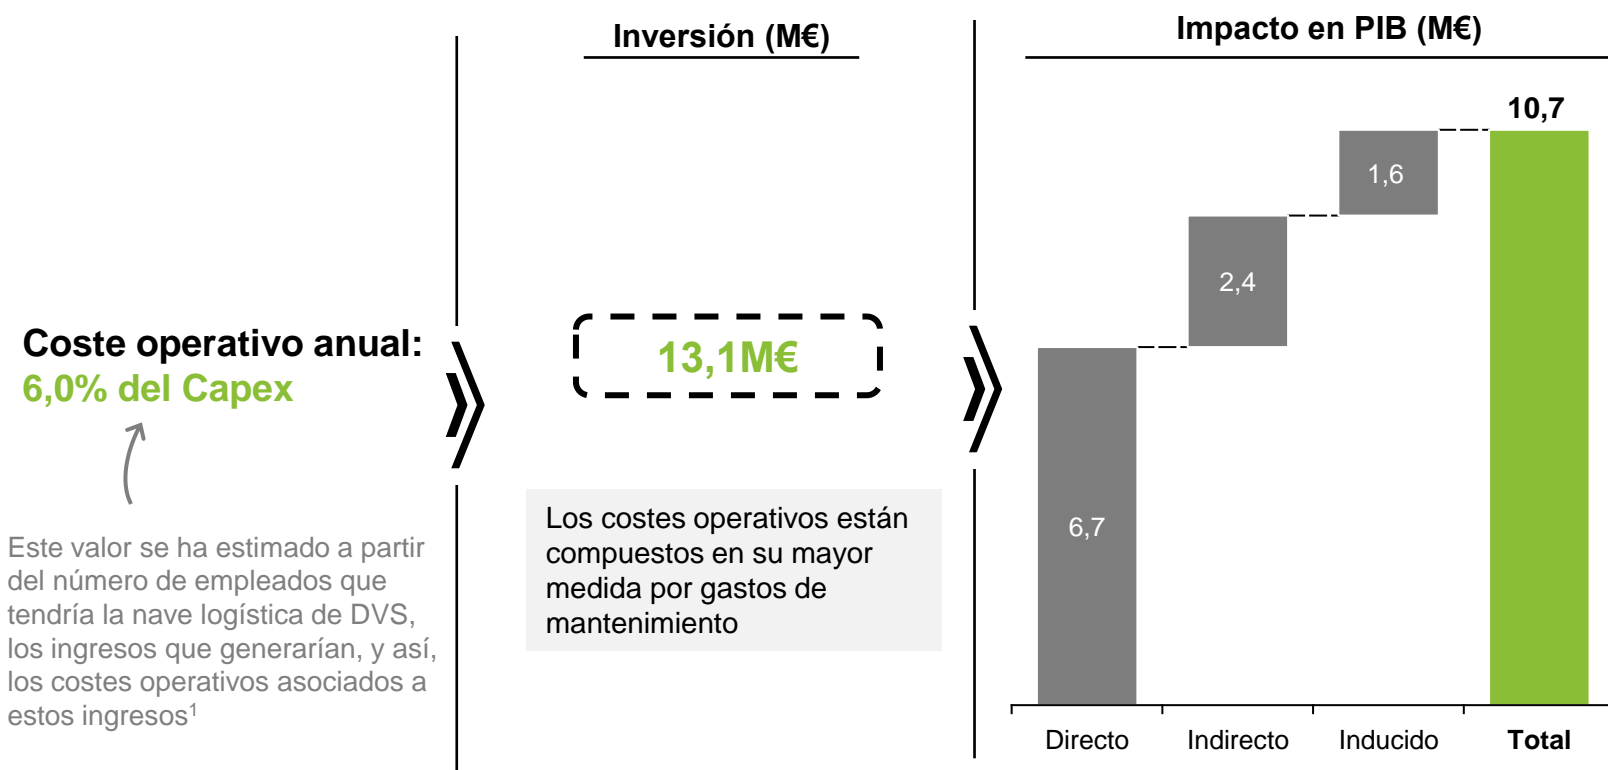 Coste operativo anual:
6,0% del Capex
Este valor se ha estimado a partir
del número de empleados que
tendría la nave logística de DVS,
los ingresos que generarían, y así,
los costes operativos asociados a
estos ingresos¹
Inversión (M€)
13,1M€
Los costes operativos están
compuestos en su mayor
medida por gastos de
mantenimiento
Impacto en PIB (M€)
10,7
1,6
2,4
6,7
Directo Indirecto Inducido Total